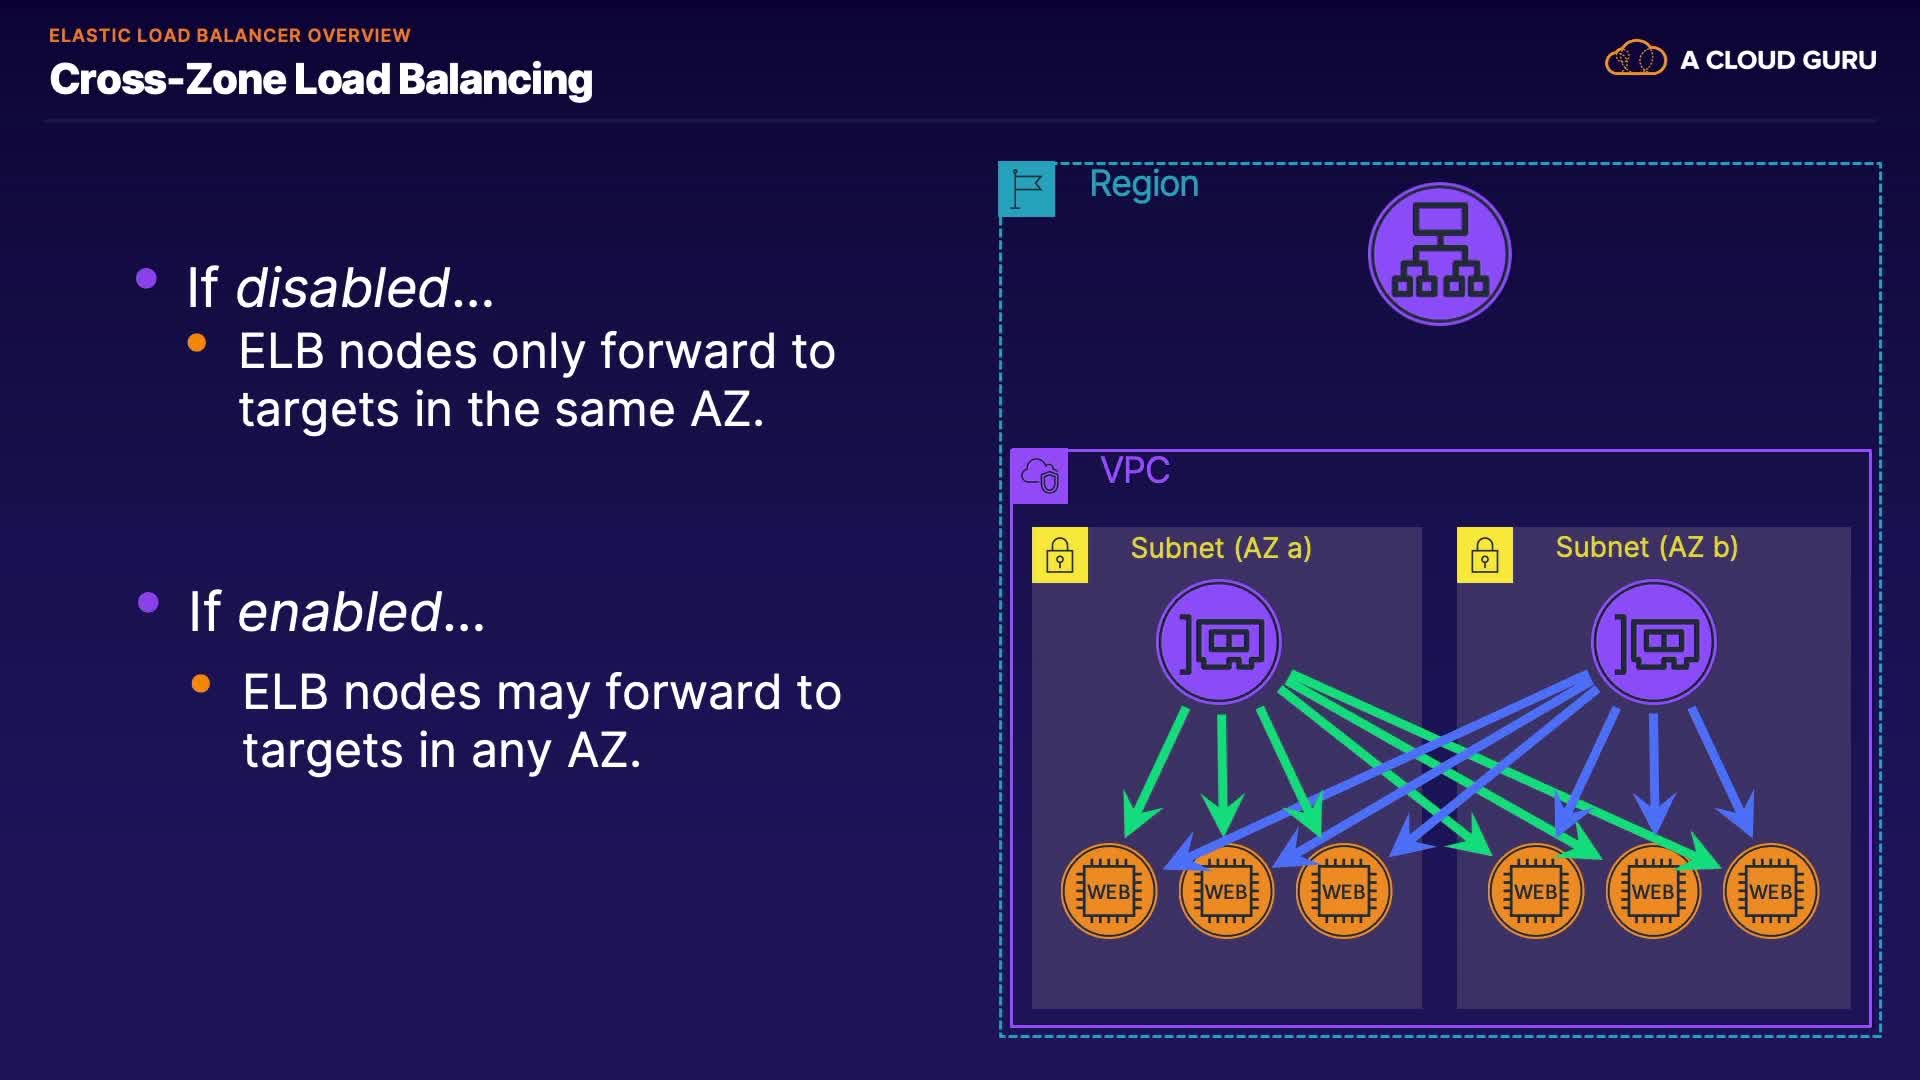 ELASTIC LOAD BALANCER OVERVIEW
Cross-Zone Load Balancing
A CLOUD GURU
If disabled...
ELB nodes only forward to
targets in the same AZ.
If enabled...
ELB nodes may forward to
targets in any AZ.
Region
VPC
Subnet (AZ a)
Subnet (AZ b)
WEB
WEB
WEB
WEB
WEB
WEB